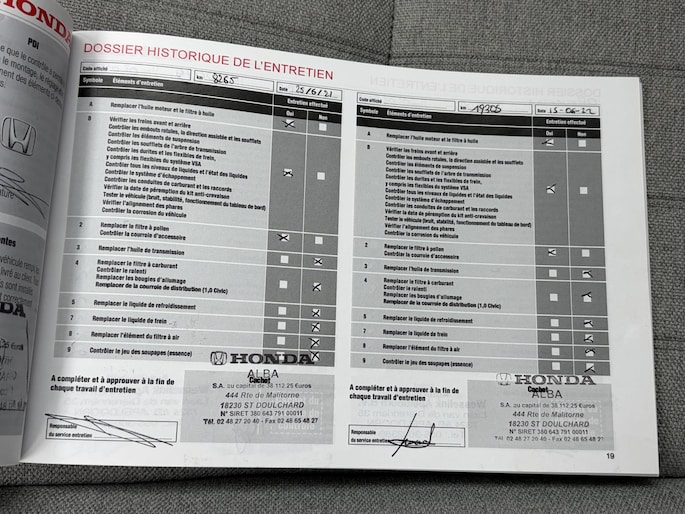 HONDA
PDI
que le contrôle a
le montage, le réglage
DOSSIER HISTORIQUE DE L'ENTRETIEN
Code affiché
km 8265
Date 25/6/21
Symbole Éléments d'entretien
Entretien effectué
Oui Non
A Remplacer l'huile moteur et le filtre à huile
B Vérifier les freins avant et arrière
Contrôler les embouts rotules, la direction assistée et les soufflets
Contrôler les éléments de suspension
Contrôler les soufflets de l'arbre de transmission
Contrôler les durites et les flexibles de frein,
y compris les flexibles du système VSA
Contrôler tous les niveaux de liquides et l'état des liquides
Contrôler le système d'échappement
Contrôler les conduites de carburant et les raccords
Vérifier la date de péremption du kit anti-crevaison
Tester le véhicule (bruit, stabilité, fonctionnement du tableau de bord)
Vérifier l'alignement des phares
Contrôler la corrosion du véhicule
2 Remplacer le filtre à pollen
Contrôler la courroie d'accessoire
3 Remplacer l'huile de transmission
4 Remplacer le filtre à carburant
Contrôler le ralenti
Remplacer les bougies d'allumage
Remplacer de la courroie de distribution (1,0 Civic)
5 Remplacer le liquide de refroidissement
7 Remplacer le liquide de frein
8 Remplacer l'élément du filtre à air
9 Contrôler le jeu des soupapes (essence)
A compléter et à approuver à la fin de
chaque travail d'entretien
Responsable
du service entretien
HONDA
ALBA
Cachet
S.A. au capital de 38.112,25 Euros
444 Rte de Malitorne
18230 ST DOULCHARD
N° SIRET 380 643 791 00011
Tél. 02 48 27 20 40 - Fax 02 48 65 48 27
Code affiché
km 19305
Date 15-06-22
Symbole Éléments d'entretien
Entretien effectué
Oui Non
A Remplacer l'huile moteur et le filtre à huile
B Vérifier les freins avant et arrière
Contrôler les embouts rotules, la direction assistée et les soufflets
Contrôler les éléments de suspension
Contrôler les soufflets de l'arbre de transmission
Contrôler les durites et les flexibles de frein,
y compris les flexibles du système VSA
Contrôler tous les niveaux de liquides et l'état des liquides
Contrôler le système d'échappement
Contrôler les conduites de carburant et les raccords
Vérifier la date de péremption du kit anti-crevaison
Tester le véhicule (bruit, stabilité, fonctionnement du tableau de bord)
Vérifier l'alignement des phares
Contrôler la corrosion du véhicule
2 Remplacer le filtre à pollen
Contrôler la courroie d'accessoire
3 Remplacer l'huile de transmission
4 Remplacer le filtre à carburant
Contrôler le ralenti
Remplacer les bougies d'allumage
Remplacer de la courroie de distribution (1,0 Civic)
5 Remplacer le liquide de refroidissement
7 Remplacer le liquide de frein
8 Remplacer l'élément du filtre à air
9 Contrôler le jeu des soupapes (essence)
A compléter et à approuver à la fin de
chaque travail d'entretien
Responsable
du service entretien
HONDA
Cachet
ALBA
S.A. au capital de 38.112,25 Euros
444 Rte de Malitorne
18230 ST DOULCHARD
N° SIRET 380 643 791 00011
Tél. 02 48 27 20 40 - Fax 02 48 65 48 27
19